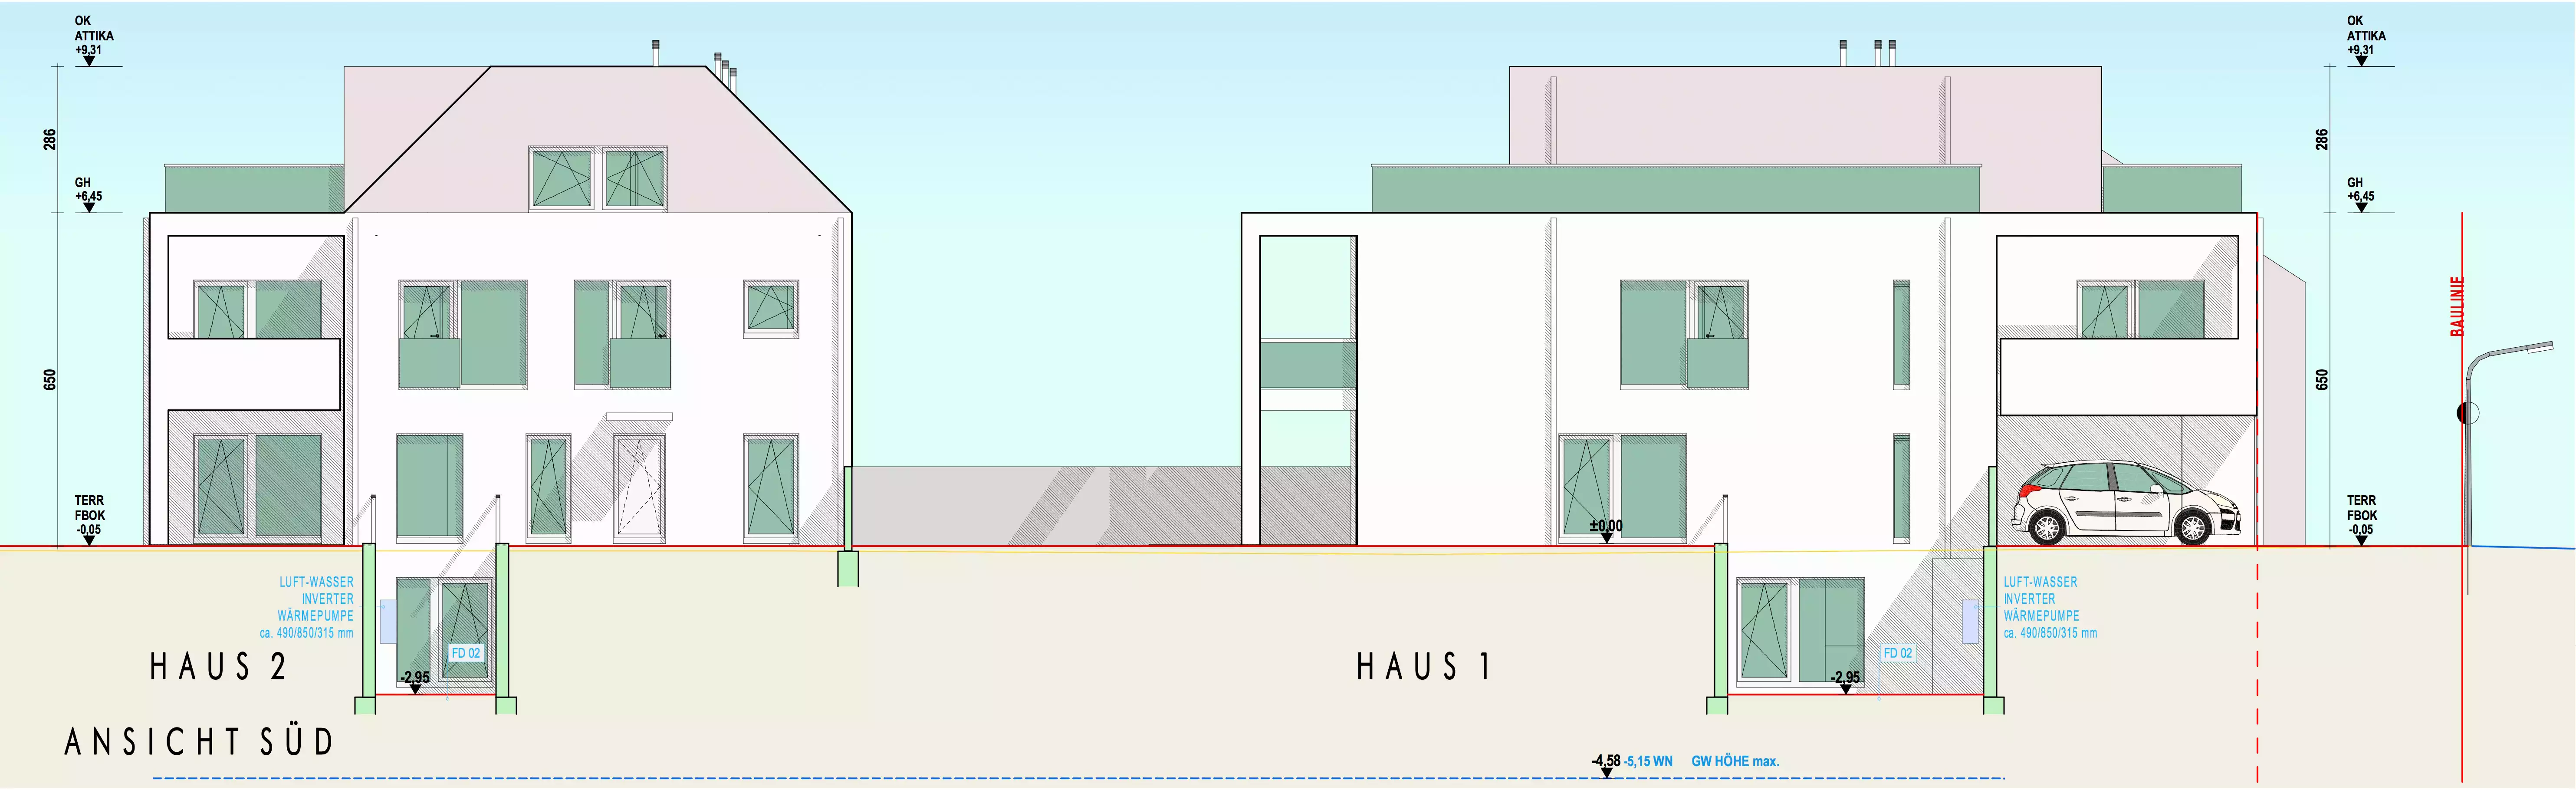 OK
ATTIKA
+9,31
286
GH
+6,45
650
TERR
FBOK
-0,05
OK
ATTIKA
+9,31
286
GH
+6,45
650
TERR
FBOK
-0,05
BAULINIE
±0,00
LUFT-WASSER
INVERTER
WÄRMEPUMPE
ca. 490/850/315 mm
FD 02
-2,95
LUFT-WASSER
INVERTER
WÄRMEPUMPE
ca. 490/850/315 mm
FD 02
-2,95
HAUS 2
HAUS 1
ANSICHT SÜD
-4,58 -5,15 WN GW HÖHE max.